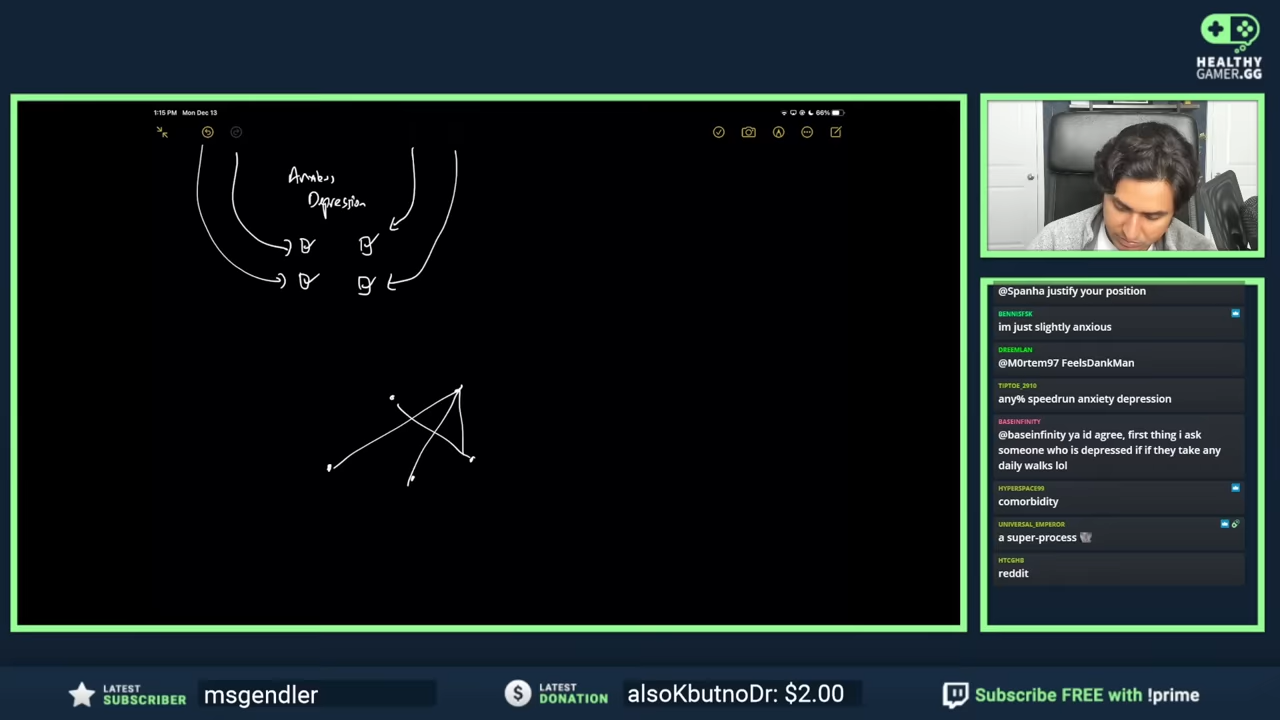 HEALTHY
GAMER.GG
1:15 PM Mon Dec 13
66%
Anxious
Depression
@Spanha justify your position
BENNISFSK
im just slightly anxious
DREEMLAN
@M0rtem97 FeelsDankMan
TIPTOE_2910
any% speedrun anxiety depression
BASEINFINITY
@baseinfinity ya id agree, first thing i ask
someone who is depressed if if they take any
daily walks lol
HYPERSPACE99
comorbidity
UNIVERSAL_EMPEROR
a super-process
HTCGHB
reddit
LATEST
SUBSCRIBER
msgendler
LATEST
DONATION
alsoKbutnoDr: $2.00
Subscribe FREE with !prime